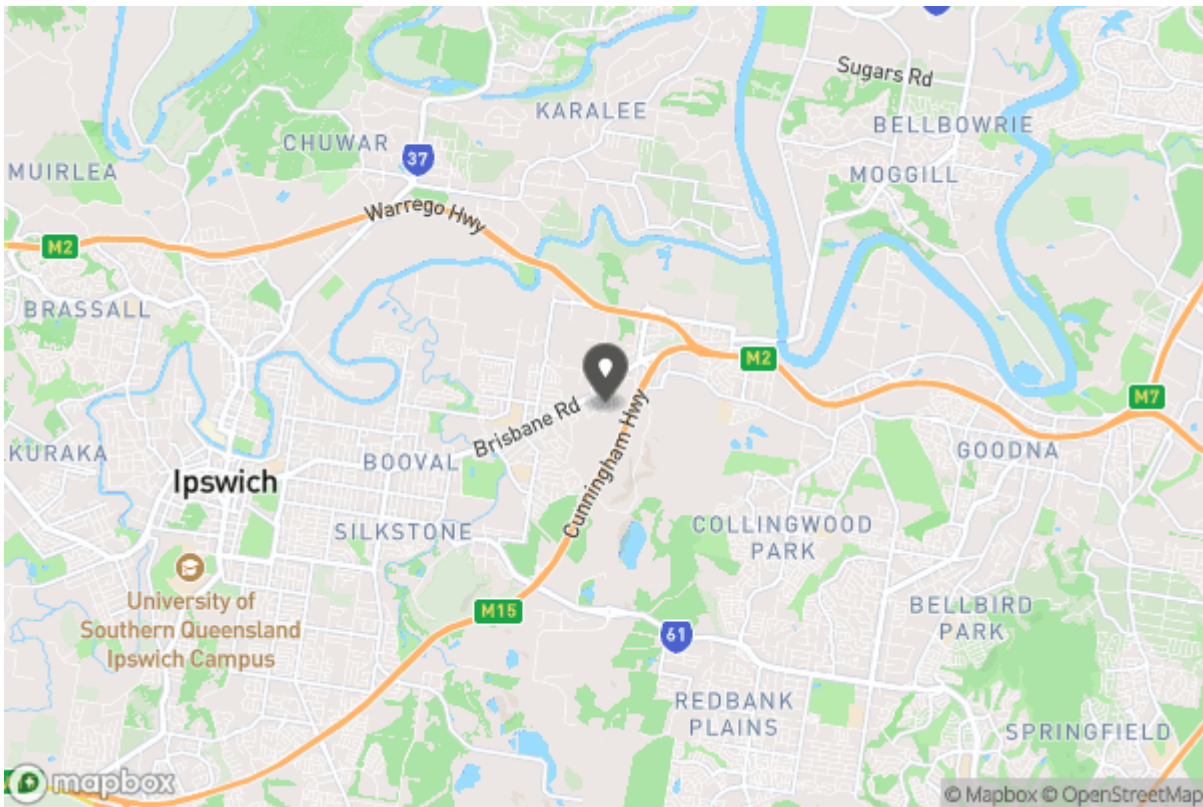 Sugars Rd
KARALEE
BELLBOWRIE
CHUWAR
37
MUIRLEA
MOGGILL
Warrego Hwy
M2
BRASSALL
M2
M7
Brisbane Rd
Cunningham Hwy
KURAKA
BOOVAL
GOODNA
Ipswich
SILKSTONE
COLLINGWOOD
PARK
University of
Southern Queensland
Ipswich Campus
M15
BELLBIRD
PARK
61
REDBANK
PLAINS
SPRINGFIELD
mapbox
© Mapbox © OpenStreetMap